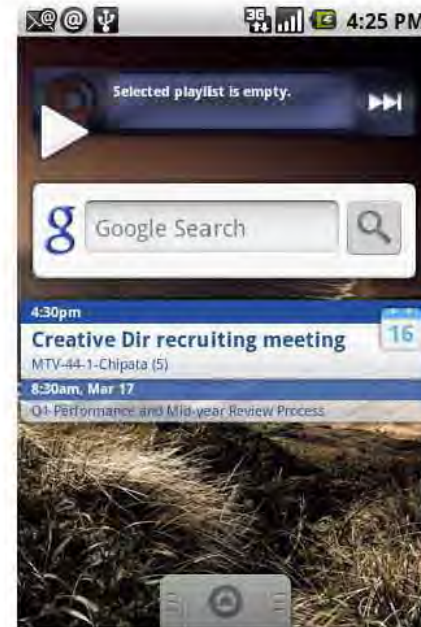 3G 4:25 PM
Selected playlist is empty.
g Google Search
4:30pm
Creative Dir recruiting meeting
16
MTV-44-1-Chipata (5)
8:30am, Mar 17
Q1 Performance and Mid-year Review Process